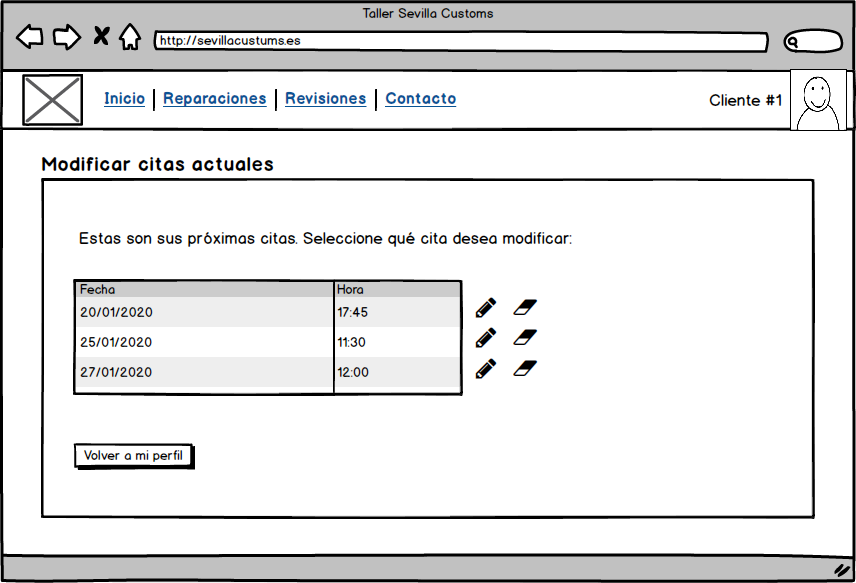 Taller Sevilla Customs
http://sevillacustums.es
Inicio | Reparaciones | Revisiones | Contacto
Cliente #1
Modificar citas actuales
Estas son sus próximas citas. Seleccione qué cita desea modificar:
Fecha Hora
20/01/2020 17:45
25/01/2020 11:30
27/01/2020 12:00
Volver a mi perfil